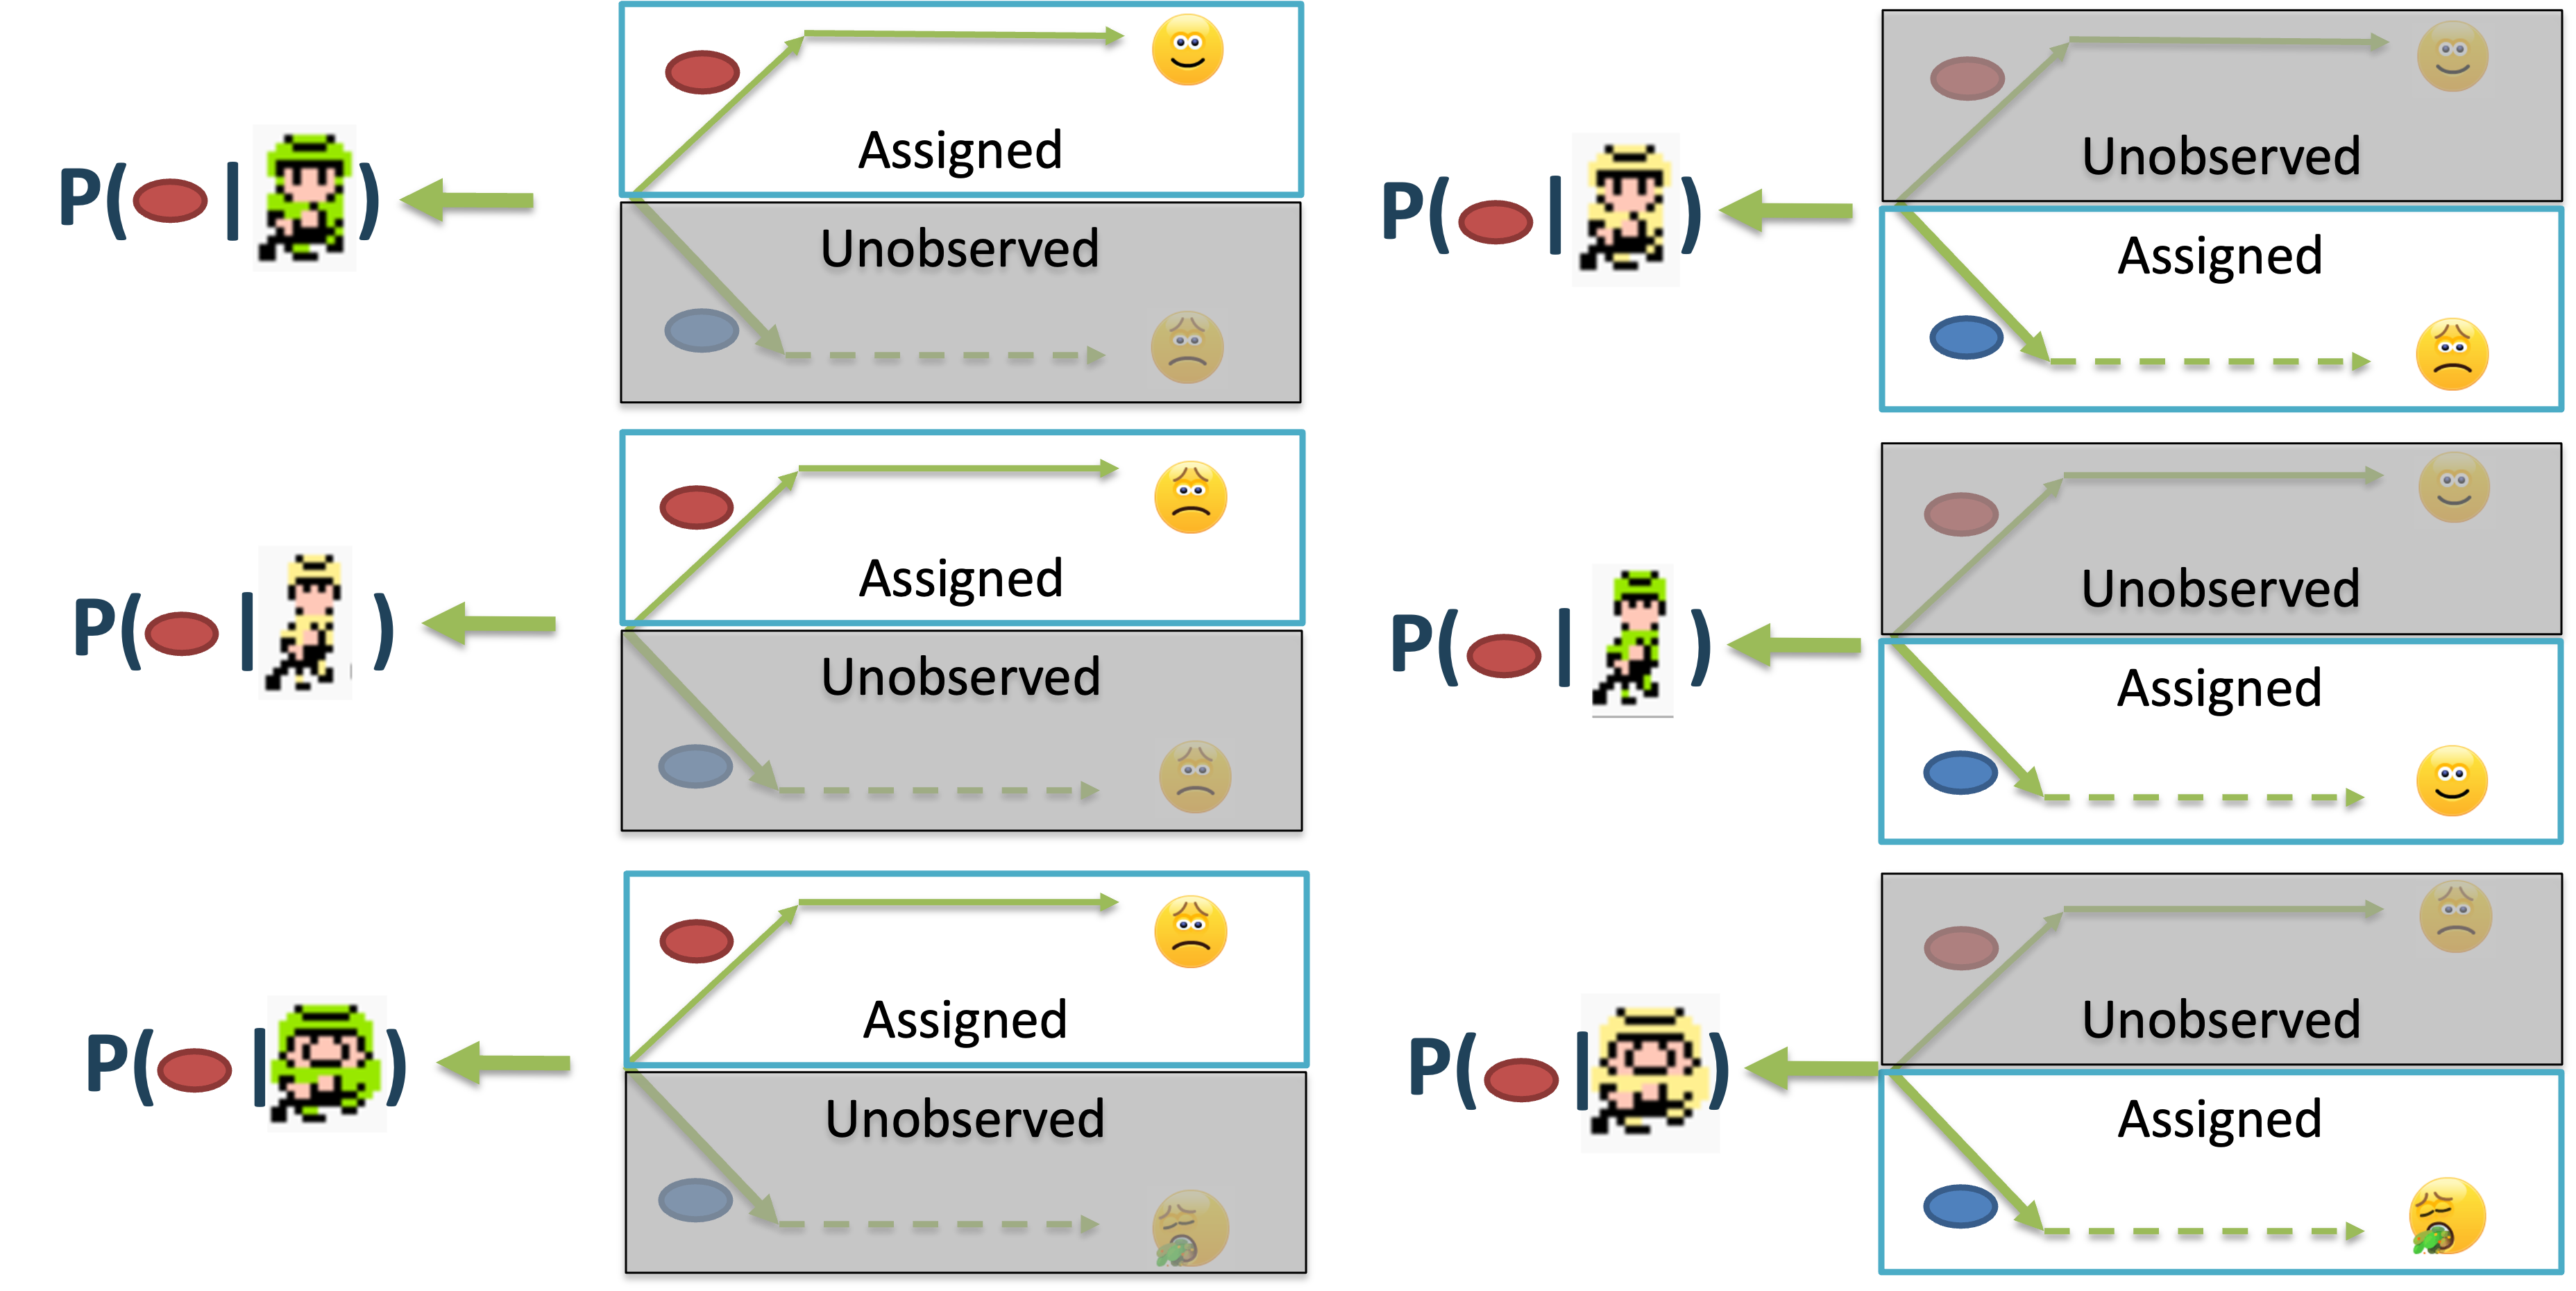 Assigned
P( | )
Unobserved
Unobserved
P( | )
Assigned
Assigned
P( | )
Unobserved
Unobserved
P( | )
Assigned
Assigned
P( | )
Unobserved
Unobserved
P( | )
Assigned